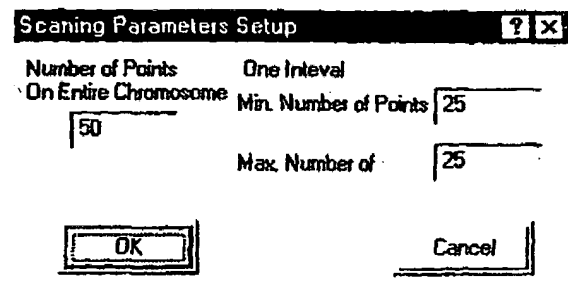 Scaning Parameters Setup ? ×
Number of Points
On Entire Chromosome
50
One Inteval
Min. Number of Points 25
Max. Number of 25
OK Cancel